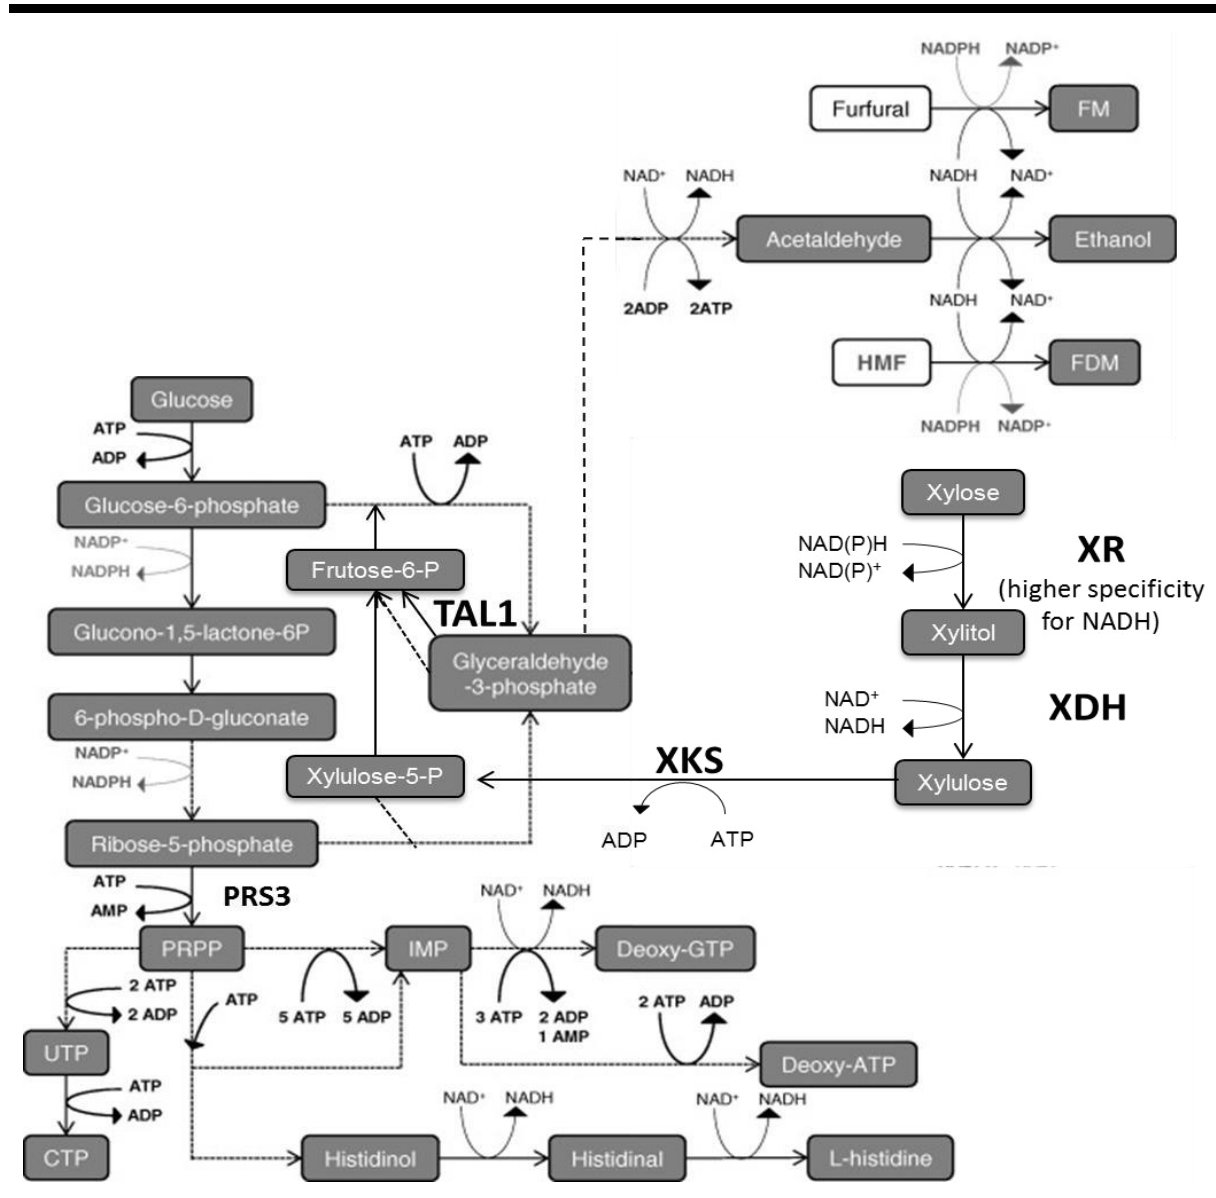 NADPH NADP⁺
Furfural FM
NAD⁺ NADH NADH NAD⁺
Acetaldehyde Ethanol
2ADP 2ATP NADH NAD⁺
HMF FDM
NADPH NADP⁺
Glucose
ATP
ADP
ATP ADP
Glucose-6-phosphate
NADP⁺
NADPH
Frutose-6-P
TAL1
Glucono-1,5-lactone-6P
Glyceraldehyde
-3-phosphate
6-phospho-D-gluconate
NADP⁺
NADPH
Xylulose-5-P
Ribose-5-phosphate
Xylose
NAD(P)H
NAD(P)⁺
XR
(higher specificity
for NADH)
Xylitol
NAD⁺
NADH
XDH
XKS
Xylulose
ADP ATP
ATP
AMP
PRS3
NAD⁺ NADH
PRPP IMP Deoxy-GTP
2 ATP
2 ADP
ATP
5 ATP 5 ADP
3 ATP 2 ADP
1 AMP
2 ATP ADP
UTP
Deoxy-ATP
ATP
ADP
NAD⁺ NADH NAD⁺ NADH
CTP Histidinol Histidinal L-histidine